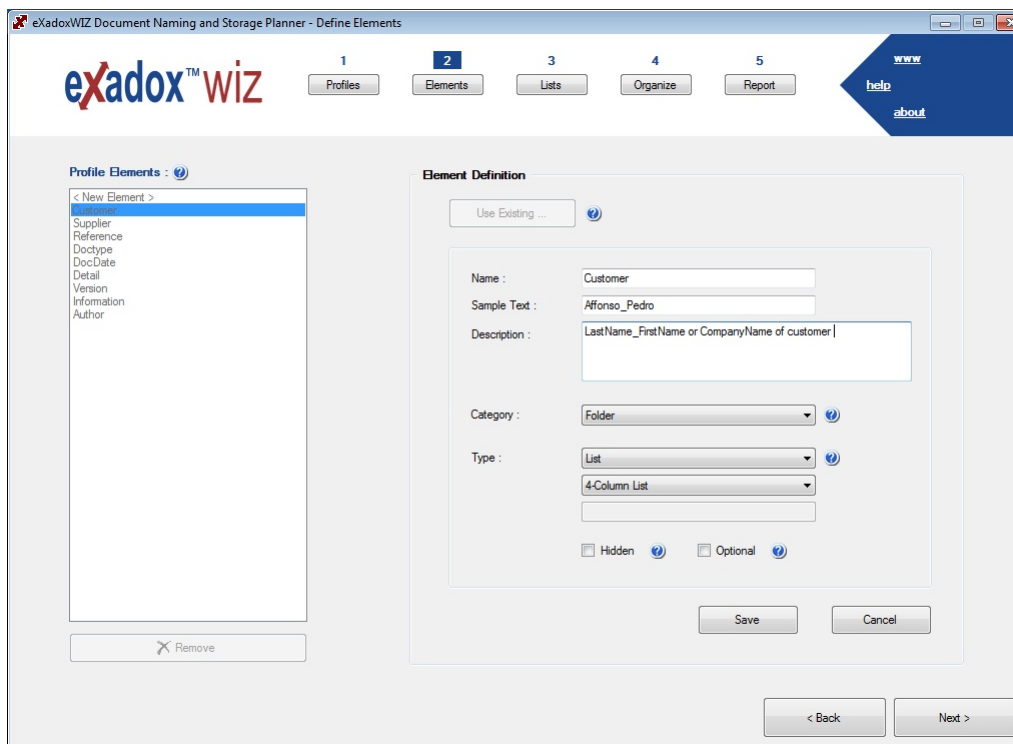 eXadoxWIZ Document Naming and Storage Planner - Define Elements
eXadox™wiz
1 2 3 4 5
Profiles Elements Lists Organize Report
www
help
about
Profile Elements :
< New Element >
Customer
Supplier
Reference
Doctype
DocDate
Detail
Version
Information
Author
Remove
Element Definition
Use Existing ...
Name : Customer
Sample Text : Affonso_Pedro
Description : LastName_FirstName or CompanyName of customer
Category : Folder
Type : List
4-Column List
Hidden Optional
Save Cancel
< Back Next >